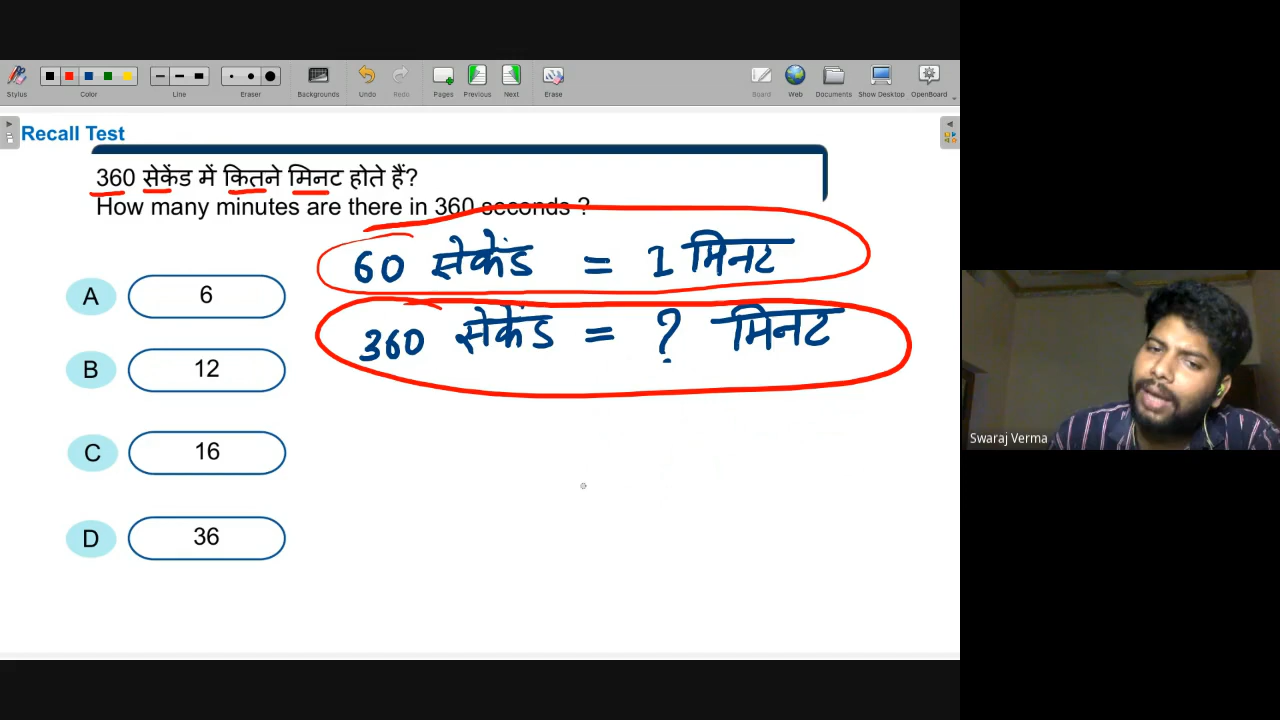 Stylus Color Line Eraser Backgrounds Undo Redo Pages Previous Next Erase Board Web Documents Show Desktop OpenBoard
Recall Test
360 सेकेंड में कितने मिनट होते हैं?
How many minutes are there in 360 seconds ?
60 सेकेंड = 1 मिनट
360 सेकेंड = ? मिनट
A 6
B 12
C 16
D 36
Swaraj Verma